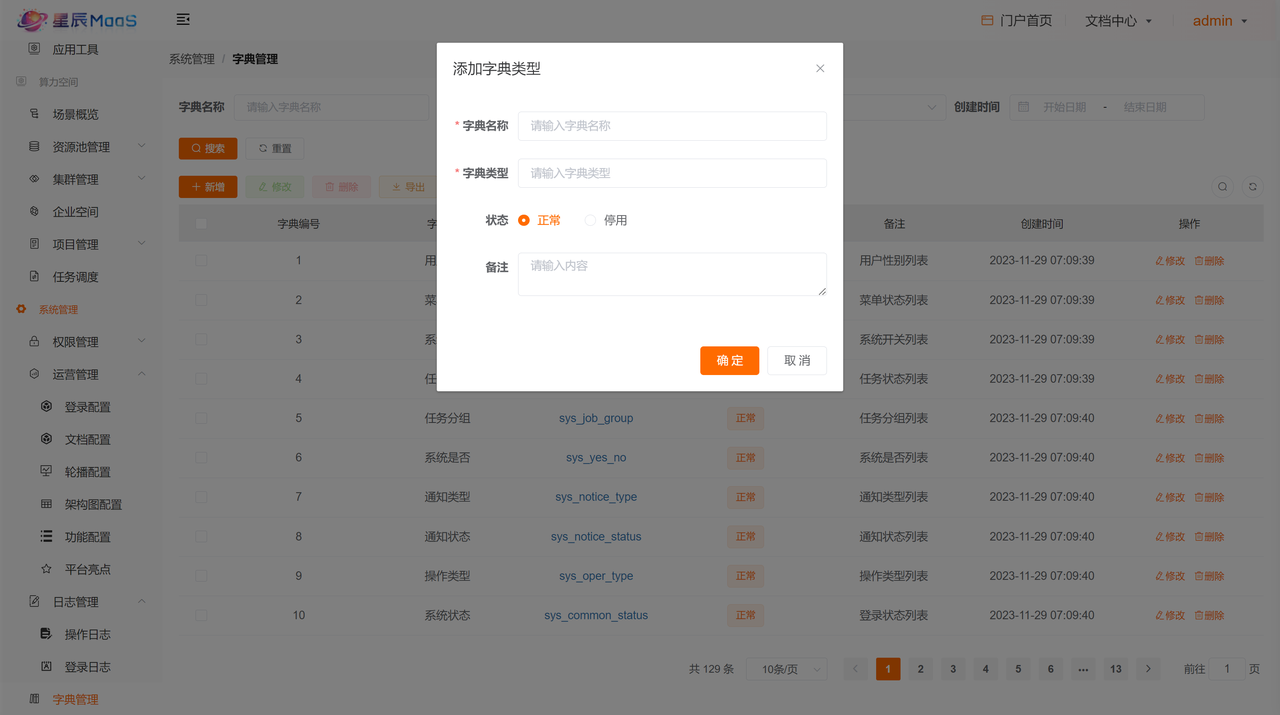 星辰MaaS
门户首页
文档中心
admin
应用工具
算力空间
场景概览
资源池管理
集群管理
企业空间
项目管理
任务调度
系统管理
权限管理
运营管理
登录配置
文档配置
轮播配置
架构图配置
功能配置
平台亮点
日志管理
操作日志
登录日志
字典管理
系统管理 / 字典管理
字典名称 请输入字典名称
创建时间 开始日期 - 结束日期
搜索 重置
新增 修改 删除 导出
添加字典类型
* 字典名称 请输入字典名称
* 字典类型 请输入字典类型
状态 正常 停用
备注 请输入内容
确 定 取 消
字典编号 备注 创建时间 操作
1 用户性别列表 2023-11-29 07:09:39 修改 删除
2 菜单状态列表 2023-11-29 07:09:39 修改 删除
3 系统开关列表 2023-11-29 07:09:39 修改 删除
4 任务状态列表 2023-11-29 07:09:39 修改 删除
5 任务分组 sys_job_group 正常 任务分组列表 2023-11-29 07:09:40 修改 删除
6 系统是否 sys_yes_no 正常 系统是否列表 2023-11-29 07:09:40 修改 删除
7 通知类型 sys_notice_type 正常 通知类型列表 2023-11-29 07:09:40 修改 删除
8 通知状态 sys_notice_status 正常 通知状态列表 2023-11-29 07:09:40 修改 删除
9 操作类型 sys_oper_type 正常 操作类型列表 2023-11-29 07:09:40 修改 删除
10 系统状态 sys_common_status 正常 登录状态列表 2023-11-29 07:09:40 修改 删除
共 129 条 10条/页 1 2 3 4 5 6 ... 13 前往 1 页